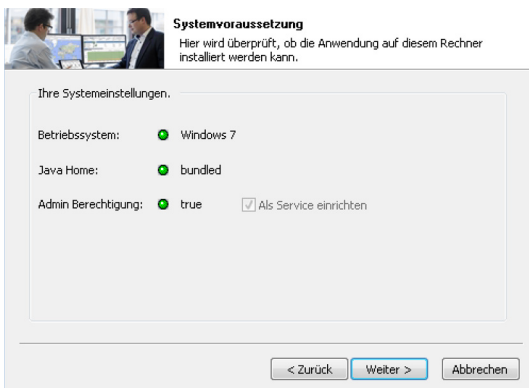 Systemvoraussetzung
Hier wird überprüft, ob die Anwendung auf diesem Rechner
installiert werden kann.
Ihre Systemeinstellungen.
Betriebssystem: Windows 7
Java Home: bundled
Admin Berechtigung: true Als Service einrichten
< Zurück Weiter > Abbrechen